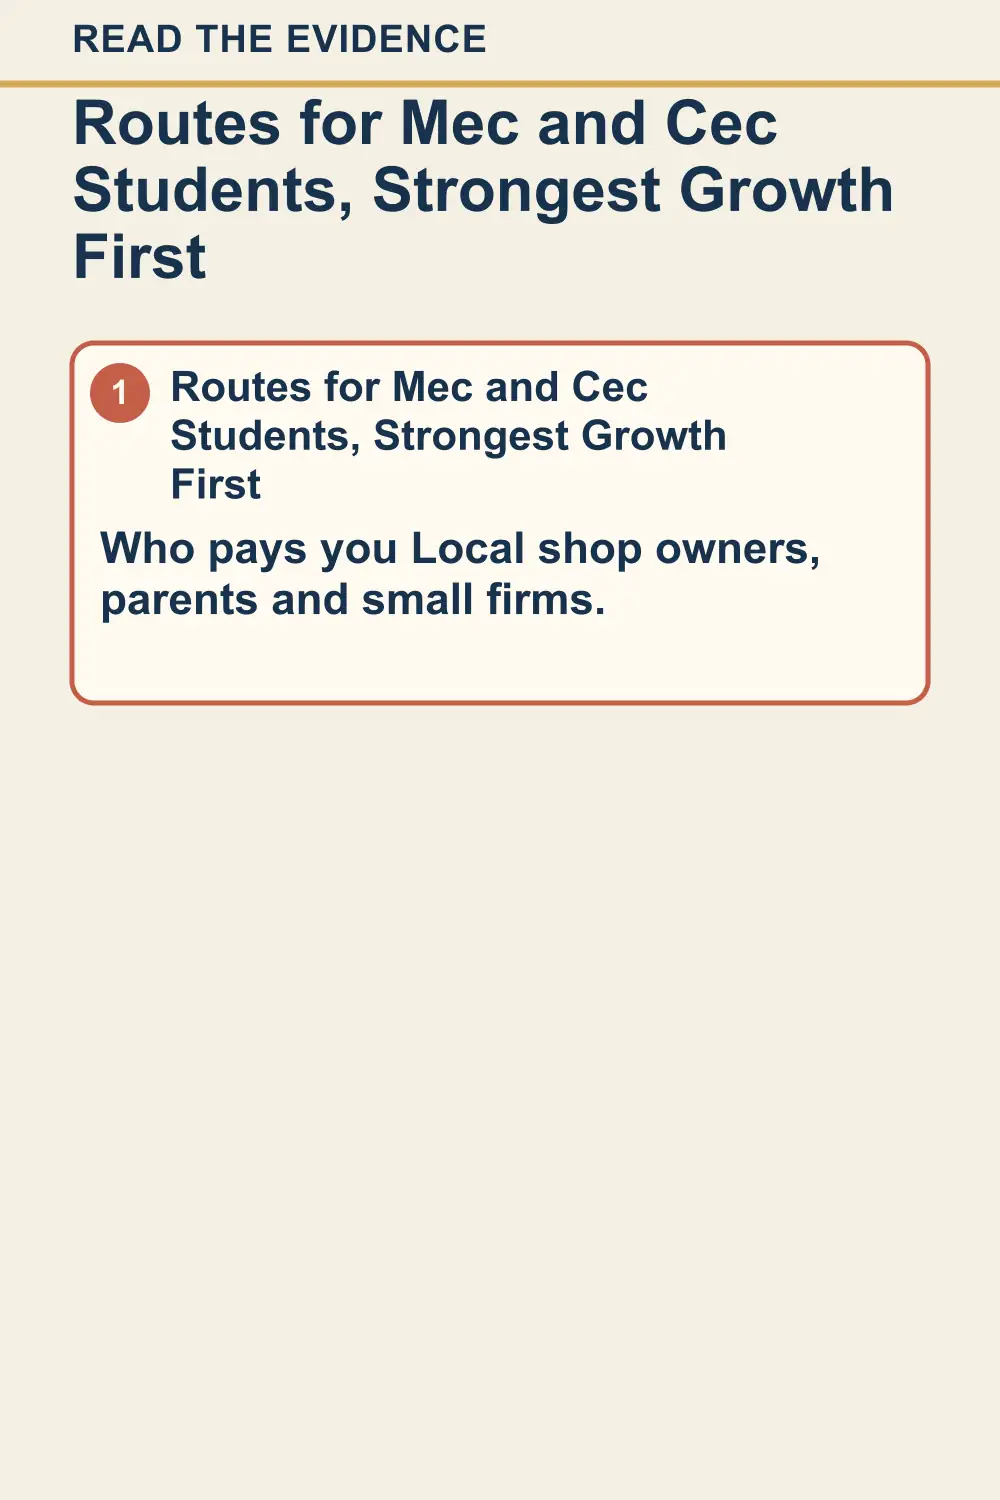 READ THE EVIDENCE
Routes for Mec and Cec
Students, Strongest Growth
First
1
Routes for Mec and Cec
Students, Strongest Growth
First
Who pays you Local shop owners,
parents and small firms.